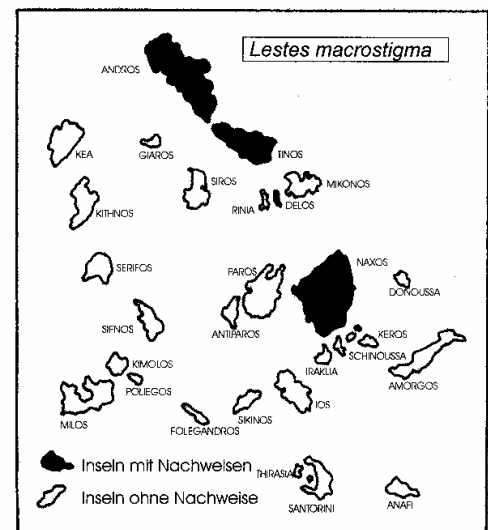 Lestes macrostigma
ANDROS
KEA
GIAROS
TINOS
SIROS
MIKONOS
RINIA
DELOS
KITHNOS
SERIFOS
PAROS
NAXOS
DONOUSSA
SIFNOS
ANTIPAROS
XEROS
SCHINOUSSA
IRAKLIA
AMORGOS
KIMOLOS
POLIEGOS
MILOS
SIKINOS
IOS
FOLEGANDROS
Inseln mit Nachweisen
THIRASIA
Inseln ohne Nachweise
SANTORINI
ANAFI